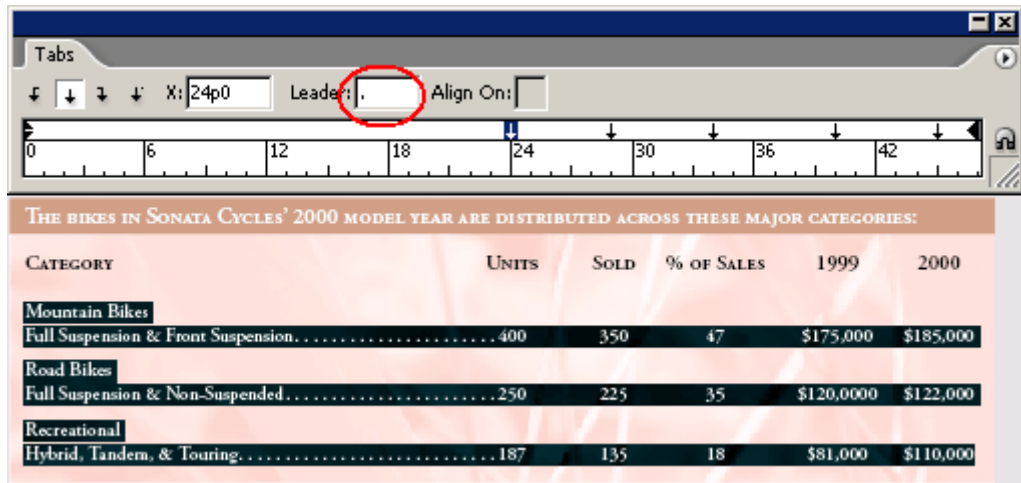 Tabs
X: 24p0 Leader: . Align On:
0 6 12 18 24 30 36 42
THE BIKES IN SONATA CYCLES' 2000 MODEL YEAR ARE DISTRIBUTED ACROSS THESE MAJOR CATEGORIES:
CATEGORY UNITS SOLD % OF SALES 1999 2000
Mountain Bikes
Full Suspension & Front Suspension.......................400 350 47 $175,000 $185,000
Road Bikes
Full Suspension & Non-Suspended........................250 225 35 $120,0000 $122,000
Recreational
Hybrid, Tandem, & Touring.............................187 135 18 $81,000 $110,000